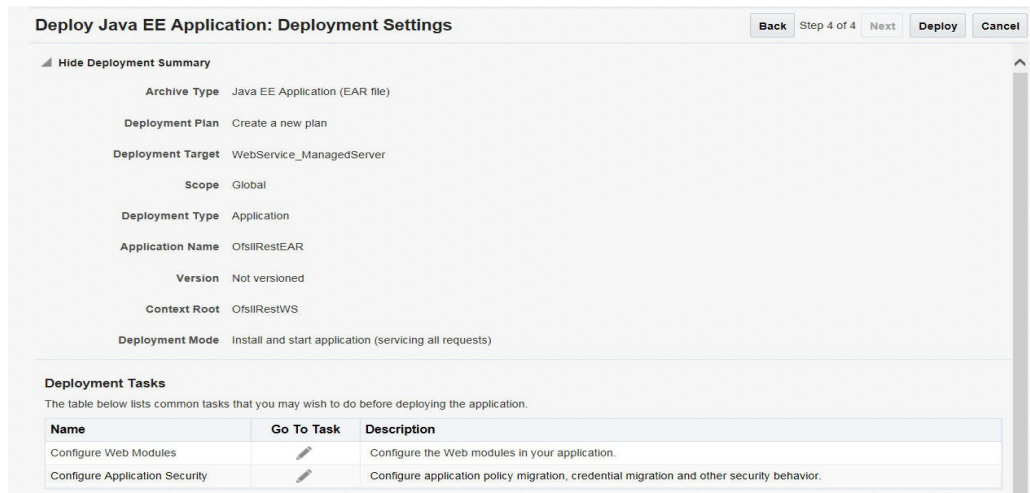 Deploy Java EE Application: Deployment Settings
Back Step 4 of 4 Next Deploy Cancel
Hide Deployment Summary
Archive Type Java EE Application (EAR file)
Deployment Plan Create a new plan
Deployment Target WebService_ManagedServer
Scope Global
Deployment Type Application
Application Name OfsllRestEAR
Version Not versioned
Context Root OfsllRestWS
Deployment Mode Install and start application (servicing all requests)
Deployment Tasks
The table below lists common tasks that you may wish to do before deploying the application.
Name Go To Task Description
Configure Web Modules Configure the Web modules in your application.
Configure Application Security Configure application policy migration, credential migration and other security behavior.